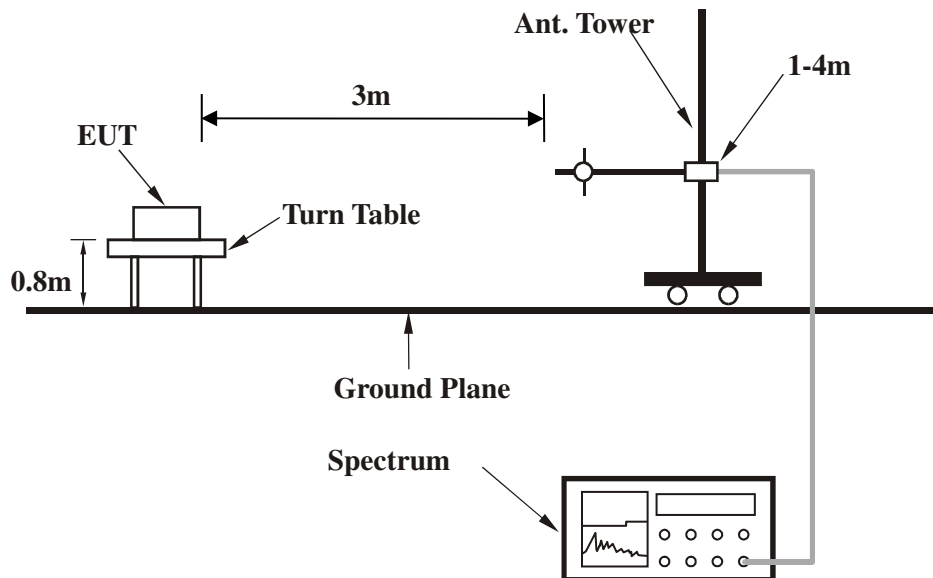 Ant. Tower
1-4m
3m
EUT
Turn Table
0.8m
Ground Plane
Spectrum